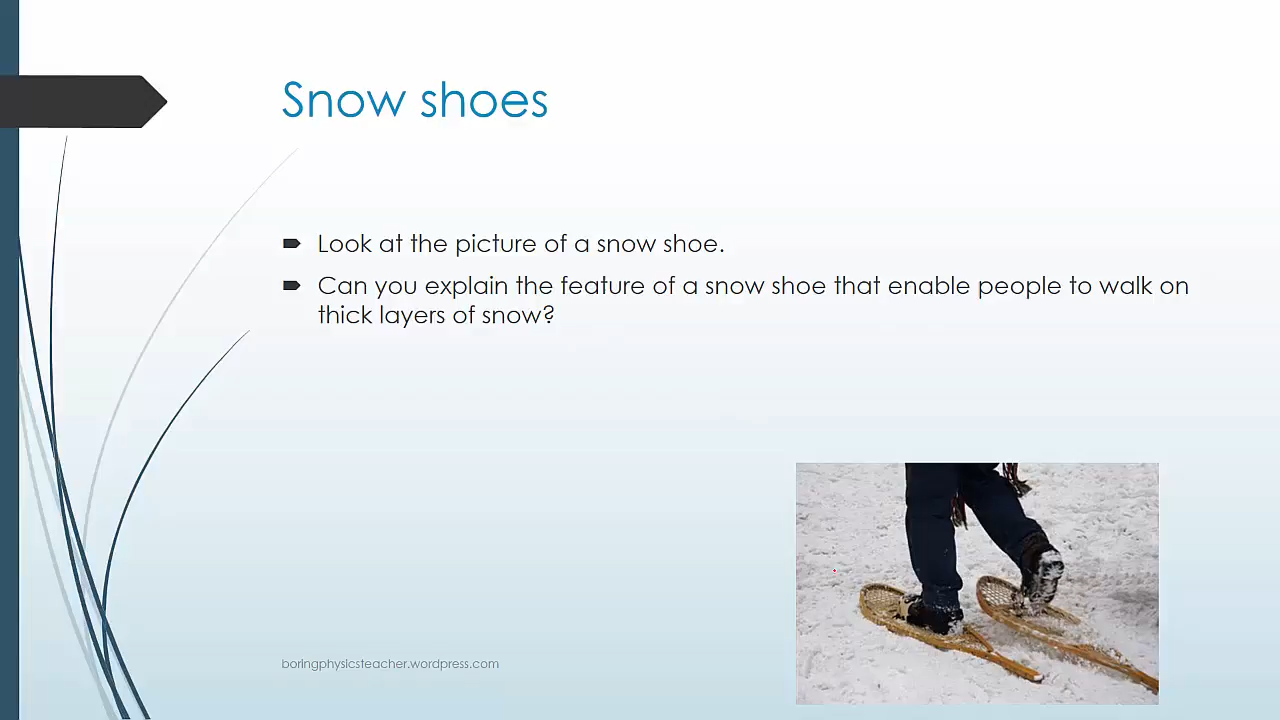 Snow shoes
Look at the picture of a snow shoe.
Can you explain the feature of a snow shoe that enable people to walk on
thick layers of snow?
boringphysicsteacher.wordpress.com